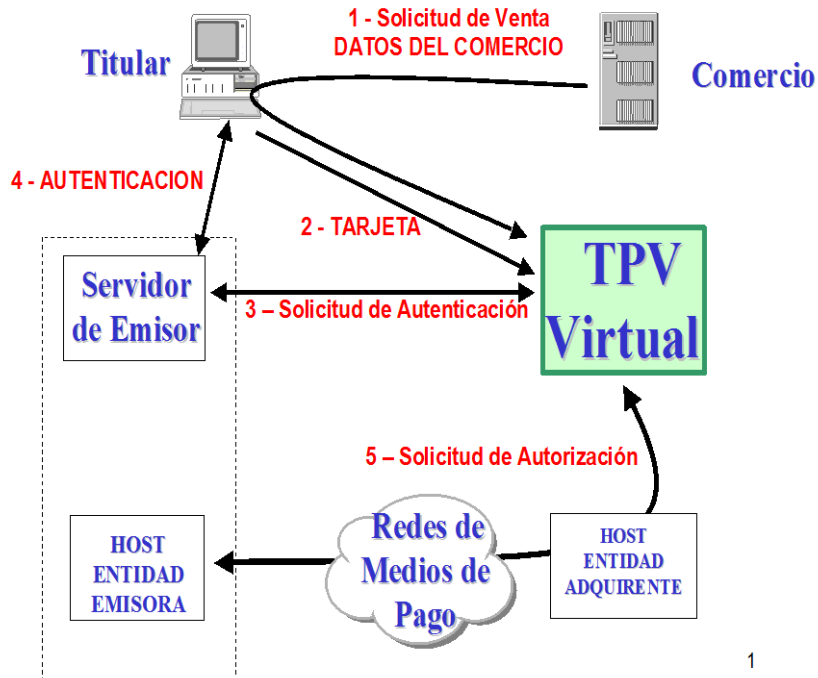 1 - Solicitud de Venta
DATOS DEL COMERCIO
Titular
Comercio
4 - AUTENTICACION
2 - TARJETA
Servidor
de Emisor
3 – Solicitud de Autenticación
TPV
Virtual
5 – Solicitud de Autorización
HOST
ENTIDAD
EMISORA
Redes de
Medios de
Pago
HOST
ENTIDAD
ADQUIRENTE
1